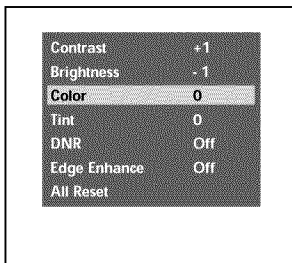 Contrast +1
Brightness - 1
Color 0
Tint 0
DNR Off
Edge Enhance Off
All Reset